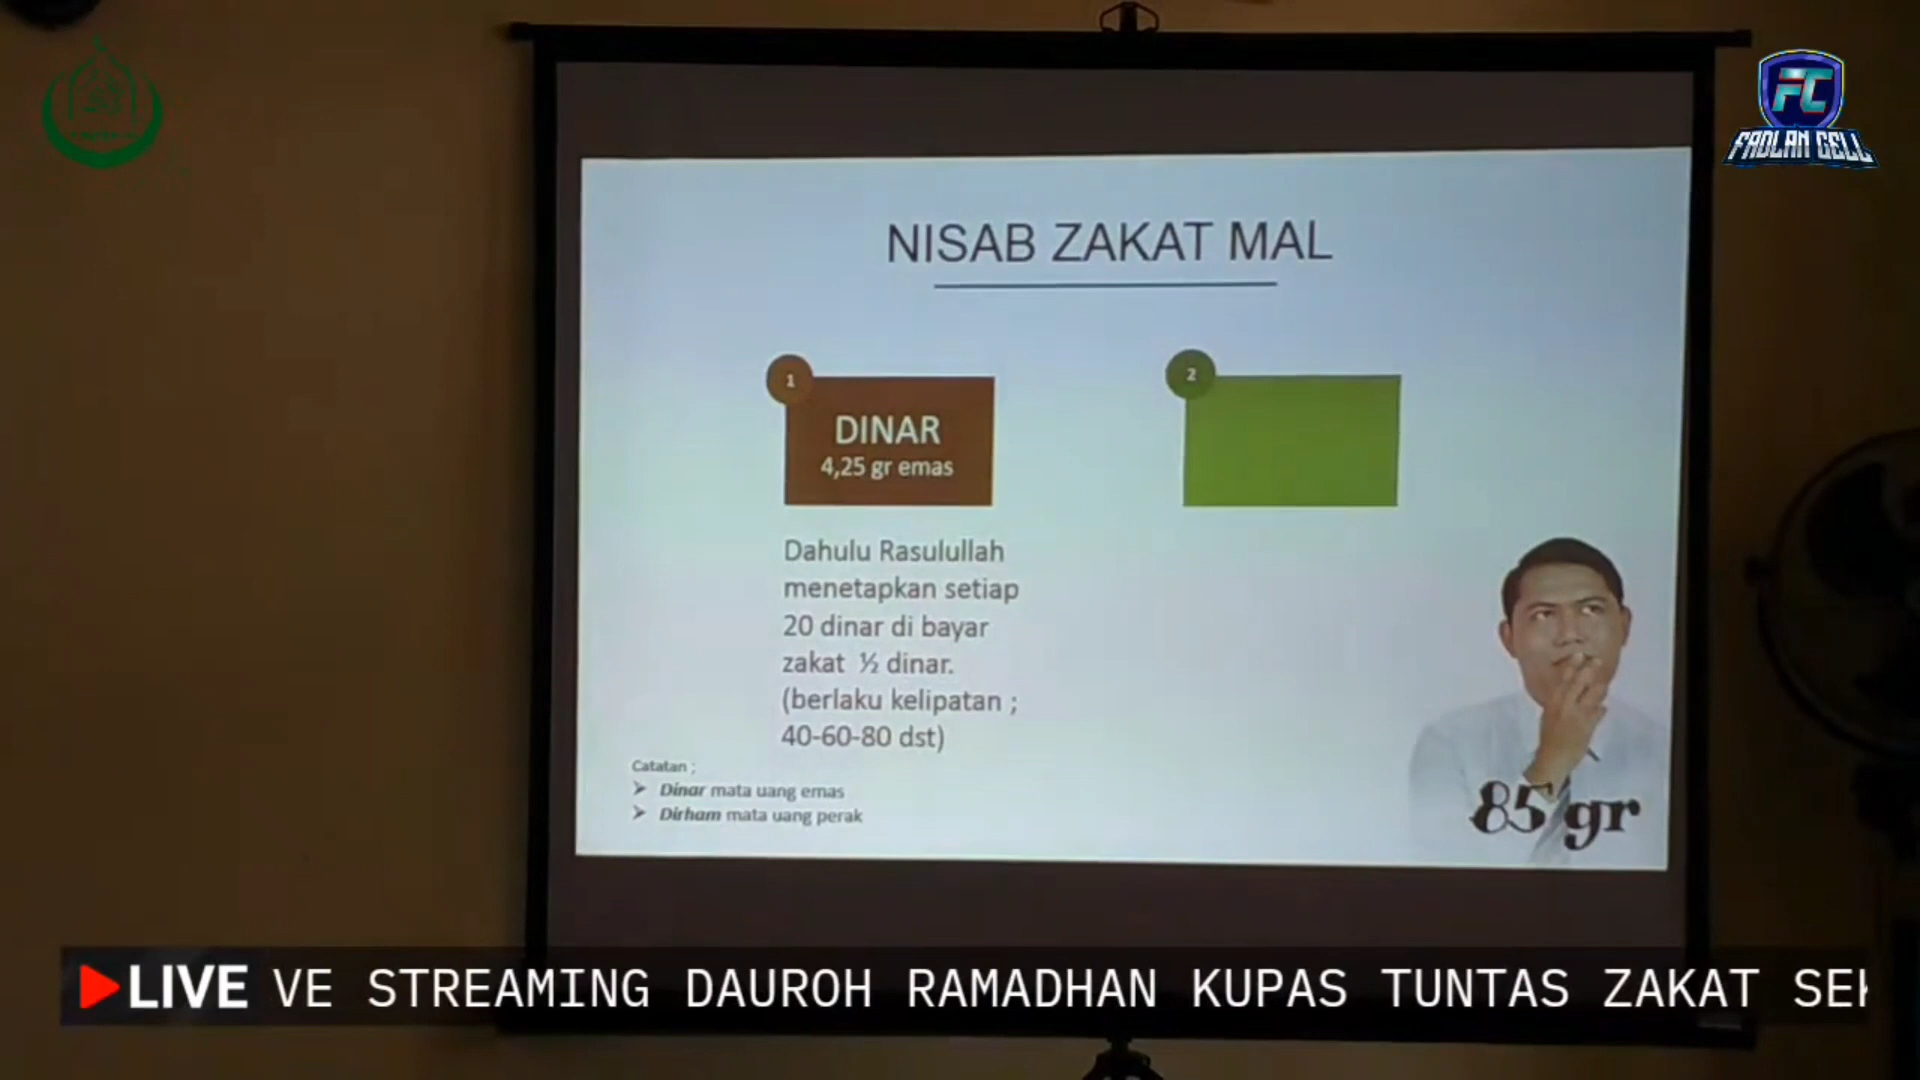 FC
FADLAN GELL
NISAB ZAKAT MAL
1
DINAR
4,25 gr emas
2
Dahulu Rasulullah
menetapkan setiap
20 dinar di bayar
zakat ½ dinar.
(berlaku kelipatan ;
40-60-80 dst)
Catatan ;
➤ Dinar mata uang emas
➤ Dirham mata uang perak
85 gr
LIVE VE STREAMING DAUROH RAMADHAN KUPAS TUNTAS ZAKAT